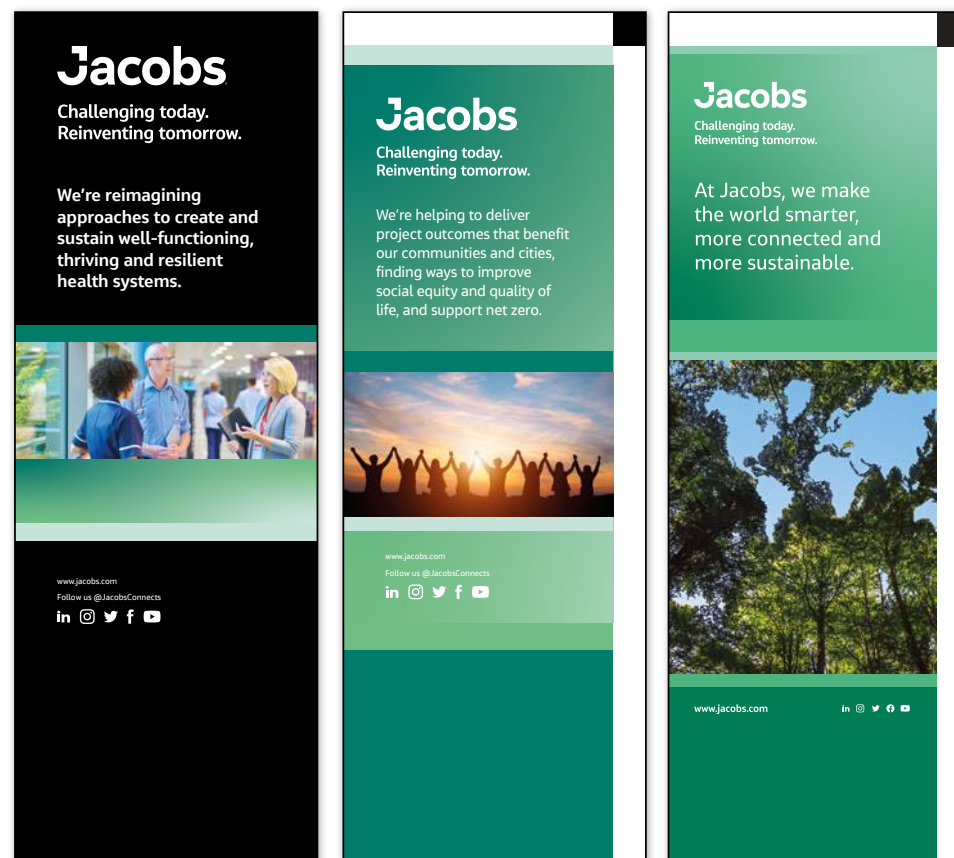 Jacobs
Challenging today.
Reinventing tomorrow.
We're reimagining
approaches to create and
sustain well-functioning,
thriving and resilient
health systems.
www.jacobs.com
Follow us @JacobsConnects
Jacobs
Challenging today.
Reinventing tomorrow.
We're helping to deliver
project outcomes that benefit
our communities and cities,
finding ways to improve
social equity and quality of
life, and support net zero.
www.jacobs.com
Follow us @JacobsConnects
Jacobs
Challenging today.
Reinventing tomorrow.
At Jacobs, we make
the world smarter,
more connected and
more sustainable.
www.jacobs.com